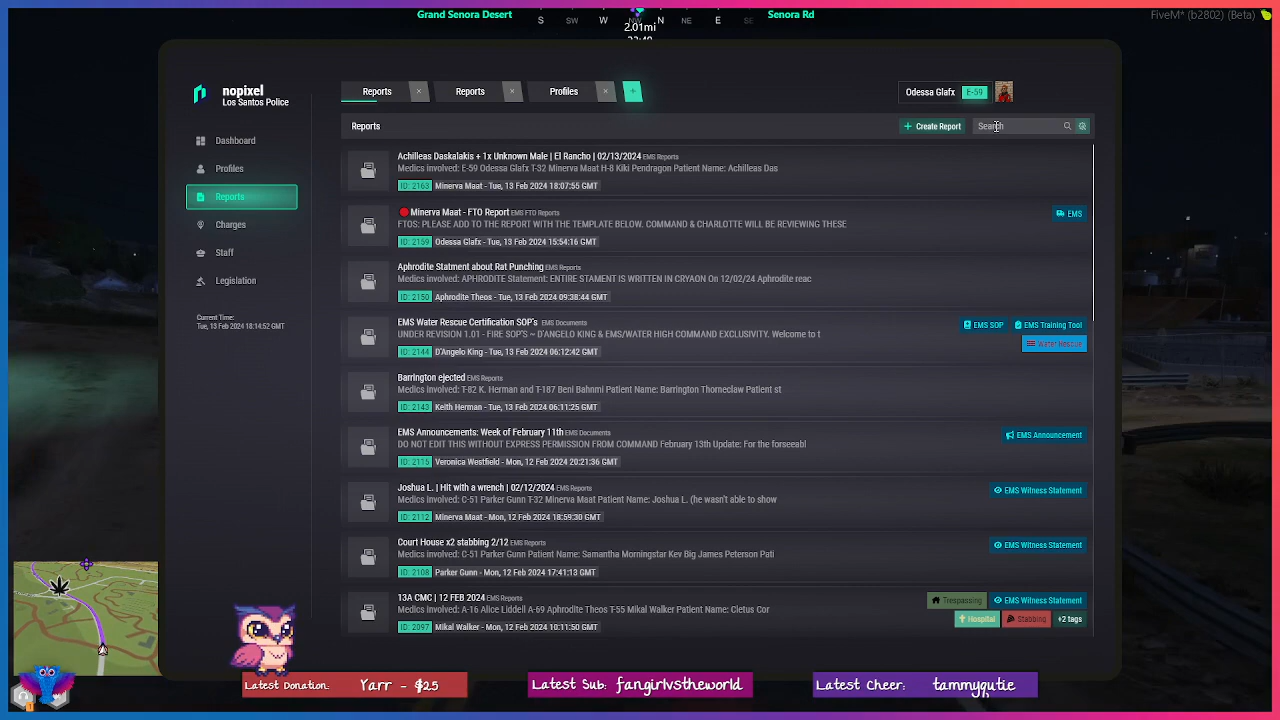 Grand Senora Desert
S SW W NW N NE E SE
Senora Rd
FiveM* (b2802) (Beta)
2.01mi
nopixel
Los Santos Police
Reports ×
Reports ×
Profiles ×
+
Odessa Glafx E-59
Reports
+ Create Report
Search
Dashboard
Profiles
Reports
Charges
Staff
Legislation
Current Time:
Tue, 13 Feb 2024 18:14:52 GMT
Achilleas Daskalakis + 1x Unknown Male | El Rancho | 02/13/2024 EMS Reports
Medics involved: E-59 Odessa Glafx T-32 Minerva Maat H-8 Kiki Pendragon Patient Name: Achilleas Das
ID: 2163 Minerva Maat - Tue, 13 Feb 2024 18:07:55 GMT
Minerva Maat - FTO Report EMS FTO Reports
FTOS: PLEASE ADD TO THE REPORT WITH THE TEMPLATE BELOW. COMMAND & CHARLOTTE WILL BE REVIEWING THESE
ID: 2159 Odessa Glafx - Tue, 13 Feb 2024 15:54:16 GMT
EMS
Aphrodite Statment about Rat Punching EMS Reports
Medics involved: APHRODITE Statement: ENTIRE STAMENT IS WRITTEN IN CRYAON On 12/02/24 Aphrodite reac
ID: 2150 Aphrodite Theos - Tue, 13 Feb 2024 09:38:44 GMT
EMS Water Rescue Certification SOP's EMS Documents
UNDER REVISION 1.01 - FIRE SOP'S ~ D'ANGELO KING & EMS/WATER HIGH COMMAND EXCLUSIVITY. Welcome to t
ID: 2144 D'Angelo King - Tue, 13 Feb 2024 06:12:42 GMT
EMS SOP EMS Training Tool
Water Rescue
Barrington ejected EMS Reports
Medics involved: T-82 K. Herman and T-187 Beni Bahnmi Patient Name: Barrington Thorneclaw Patient st
ID: 2143 Keith Herman - Tue, 13 Feb 2024 06:11:25 GMT
EMS Announcements: Week of February 11th EMS Documents
DO NOT EDIT THIS WITHOUT EXPRESS PERMISSION FROM COMMAND February 13th Update: For the forseeabl
ID: 2115 Veronica Westfield - Mon, 12 Feb 2024 20:21:36 GMT
EMS Announcement
Joshua L. | Hit with a wrench | 02/12/2024 EMS Reports
Medics involved: C-51 Parker Gunn T-32 Minerva Maat Patient Name: Joshua L. (he wasn't able to show
ID: 2112 Minerva Maat - Mon, 12 Feb 2024 18:59:30 GMT
EMS Witness Statement
Court House x2 stabbing 2/12 EMS Reports
Medics involved: C-51 Parker Gunn Patient Name: Samantha Morningstar Kev Big James Peterson Pati
ID: 2108 Parker Gunn - Mon, 12 Feb 2024 17:41:13 GMT
EMS Witness Statement
13A CMC | 12 FEB 2024 EMS Reports
Medics involved: A-16 Alice Liddell A-69 Aphrodite Theos T-55 Mikal Walker Patient Name: Cletus Cor
ID: 2097 Mikal Walker - Mon, 12 Feb 2024 10:11:50 GMT
Trespassing EMS Witness Statement
Hospital Stabbing +2 tags
Latest Donation: Yarr - $25
Latest Sub: fangirlvstheworld
Latest Cheer: tammyqutie